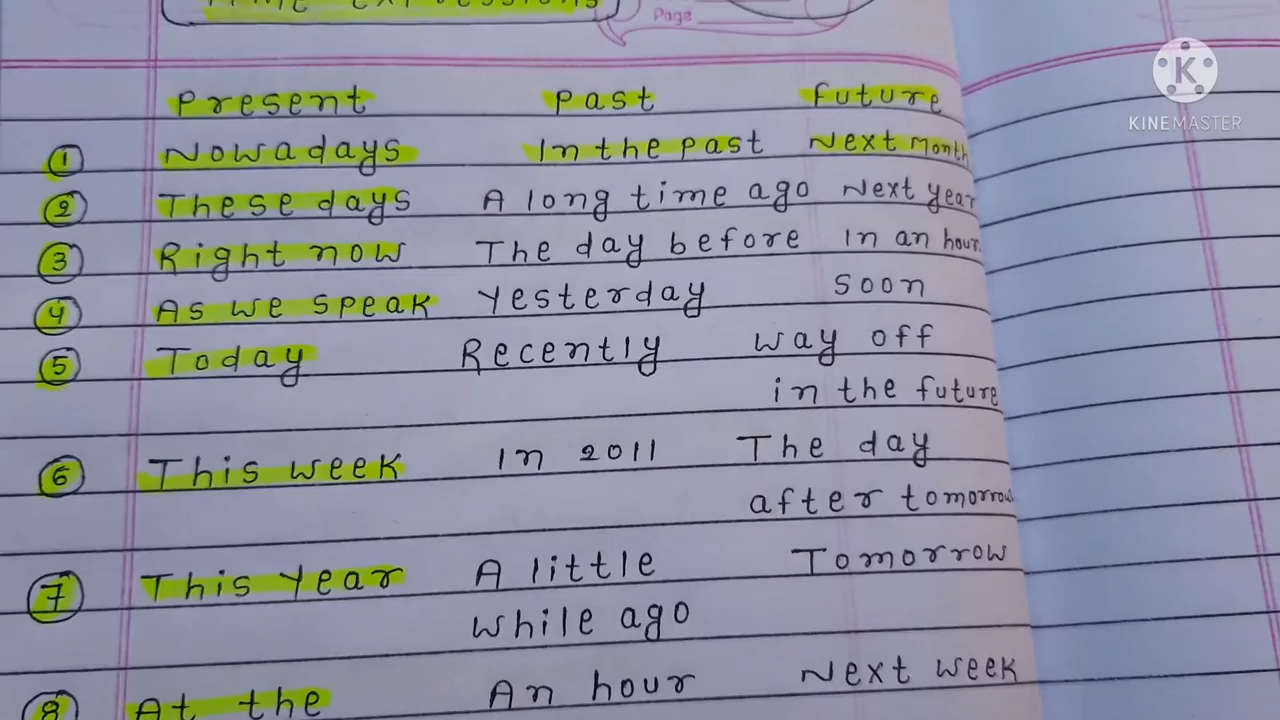 Time Expressions
Page
Present Past Future
1 Nowadays In the past Next Month
2 These days A long time ago Next year
3 Right now The day before In an hour
4 As we speak Yesterday Soon
5 Today Recently way off
in the future
6 This week In 2011 The day
after tomorrow
7 This Year A little Tomorrow
while ago
8 At the An hour Next week
K
KINEMASTER